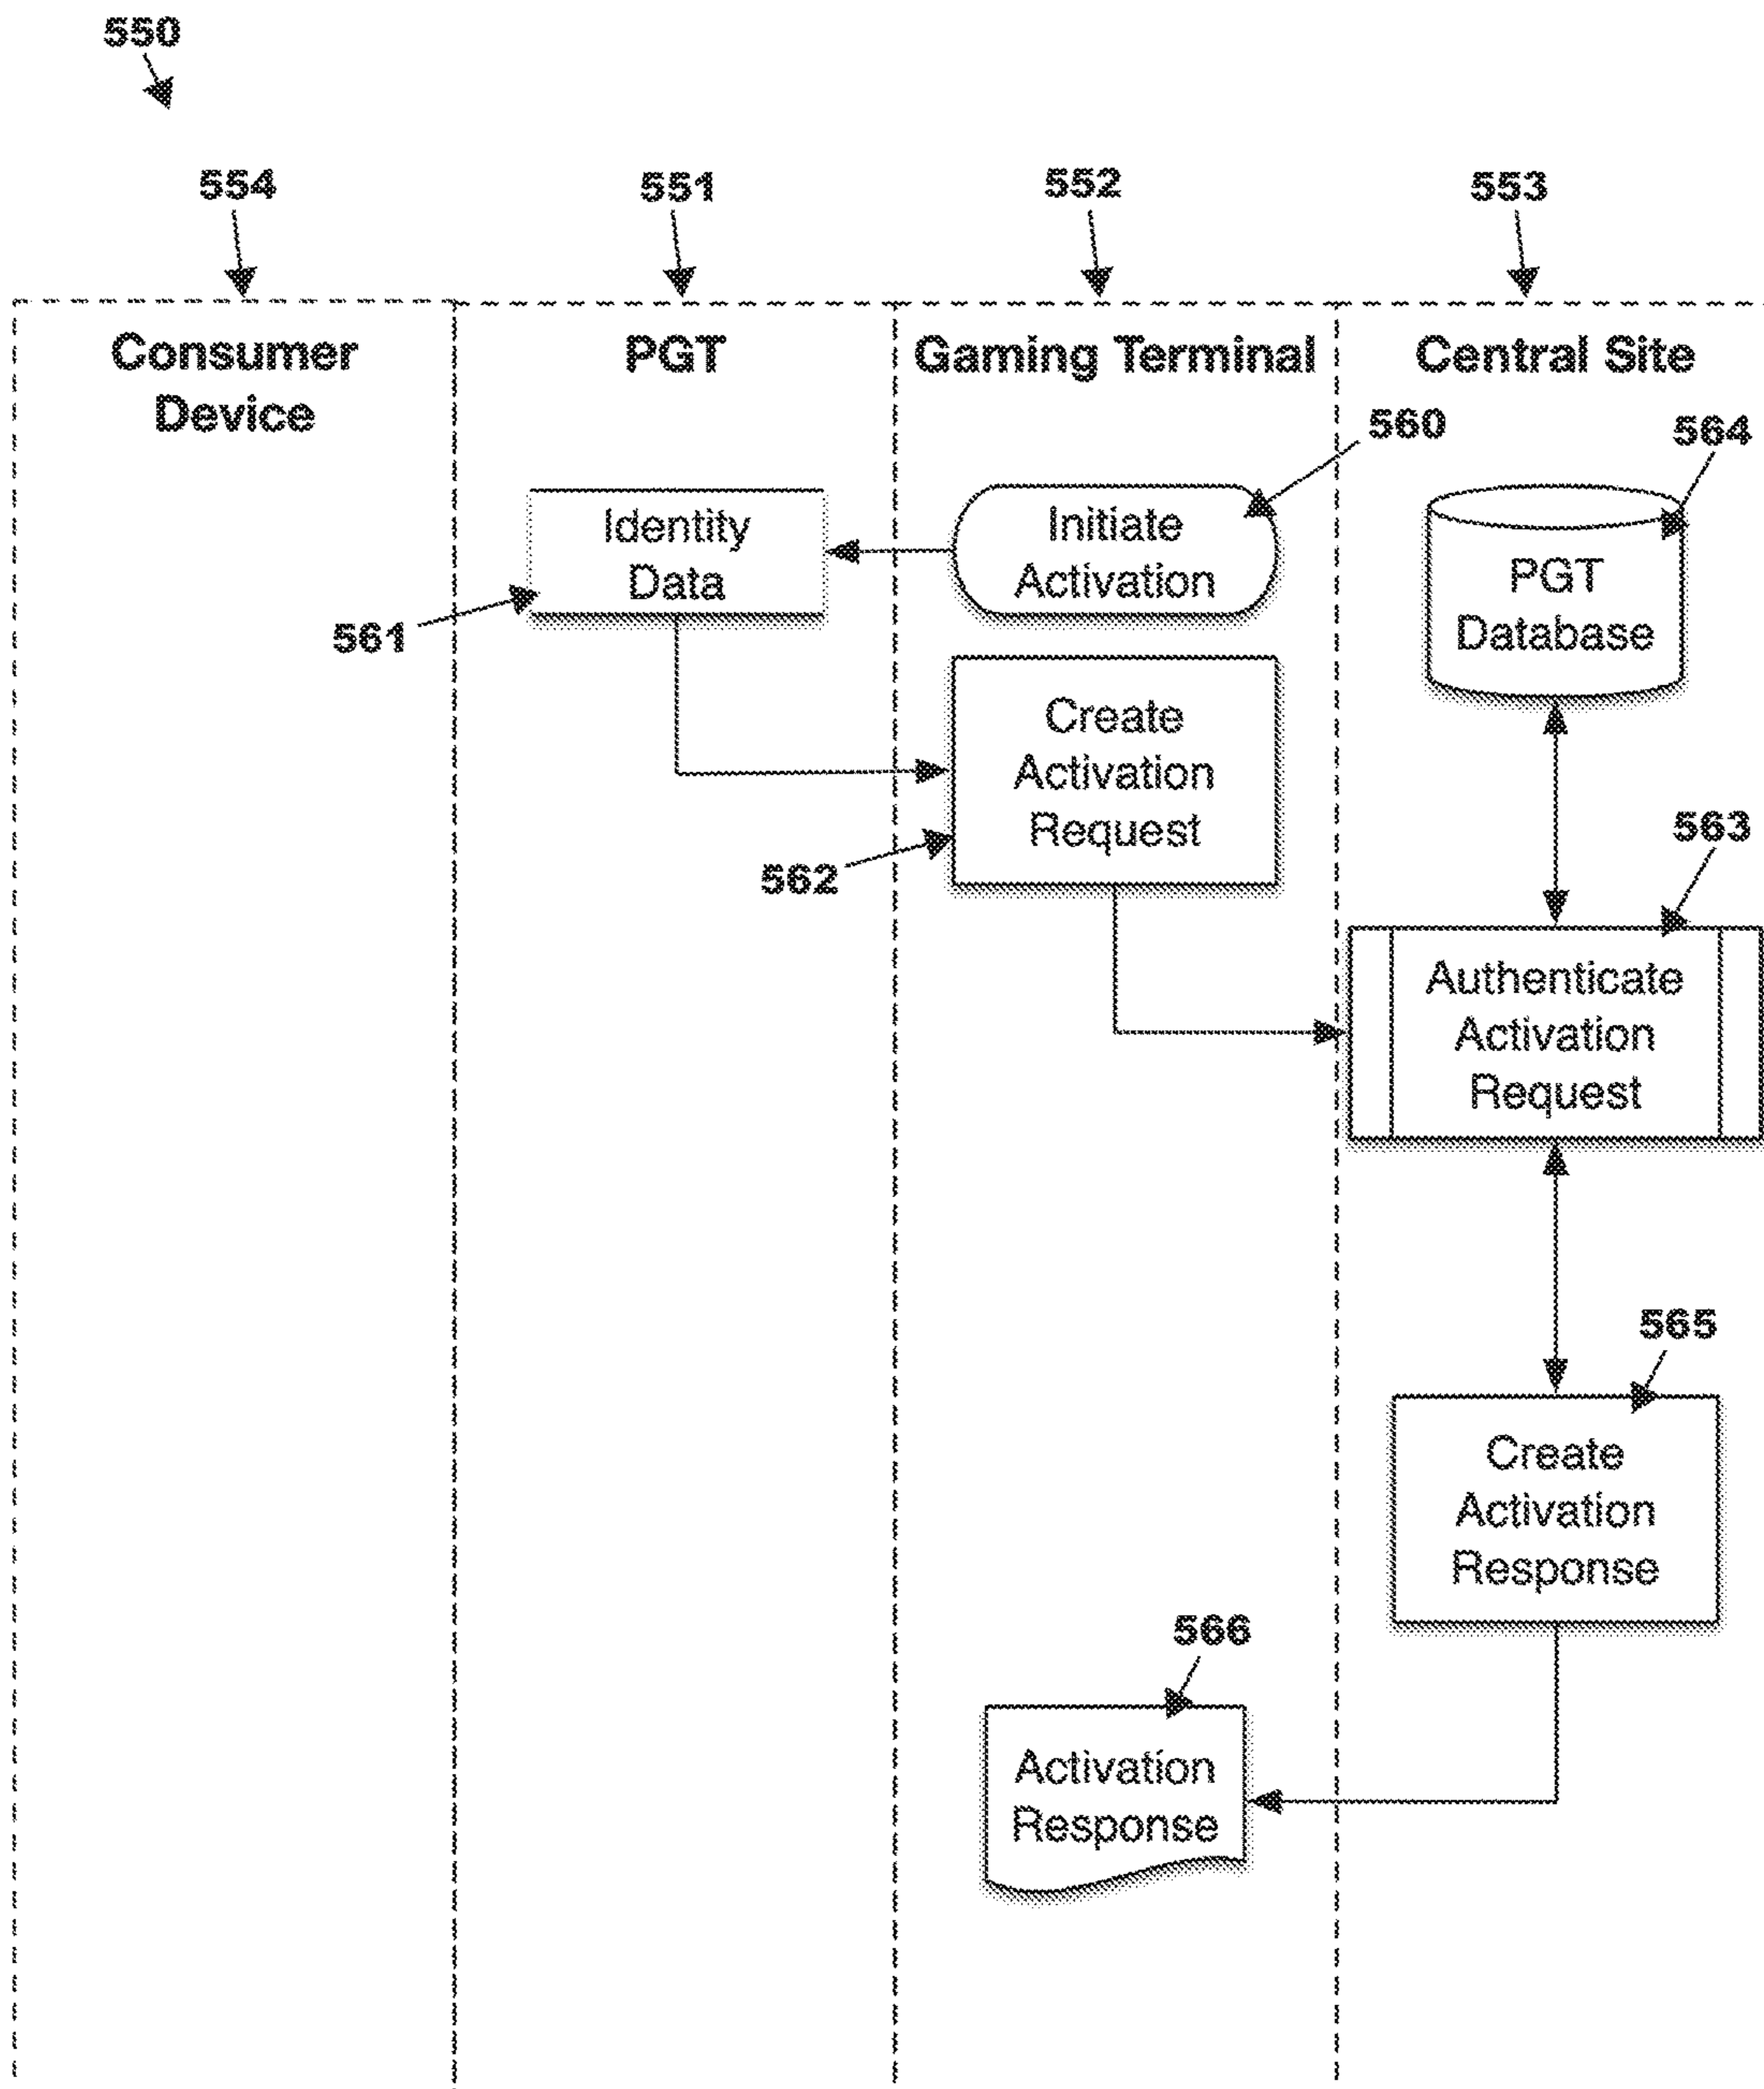 550
554
551
552
553
Consumer
Device
PGT
Gaming Terminal
Central Site
560
564
Identity
Data
Initiate
Activation
PGT
Database
561
Create
Activation
Request
562
563
Authenticate
Activation
Request
565
Create
Activation
Response
566
Activation
Response